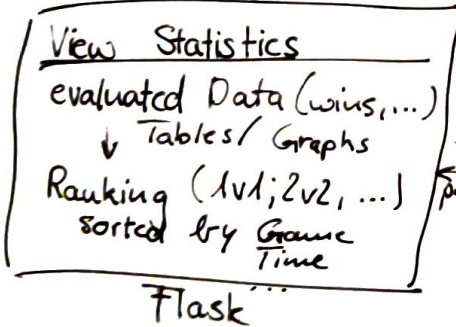 View Statistics
evaluated Data (wins,...)
↓ Tables/ Graphs
Ranking (1v1; 2v2, ...)
sorted by Game
Time
...
Flask